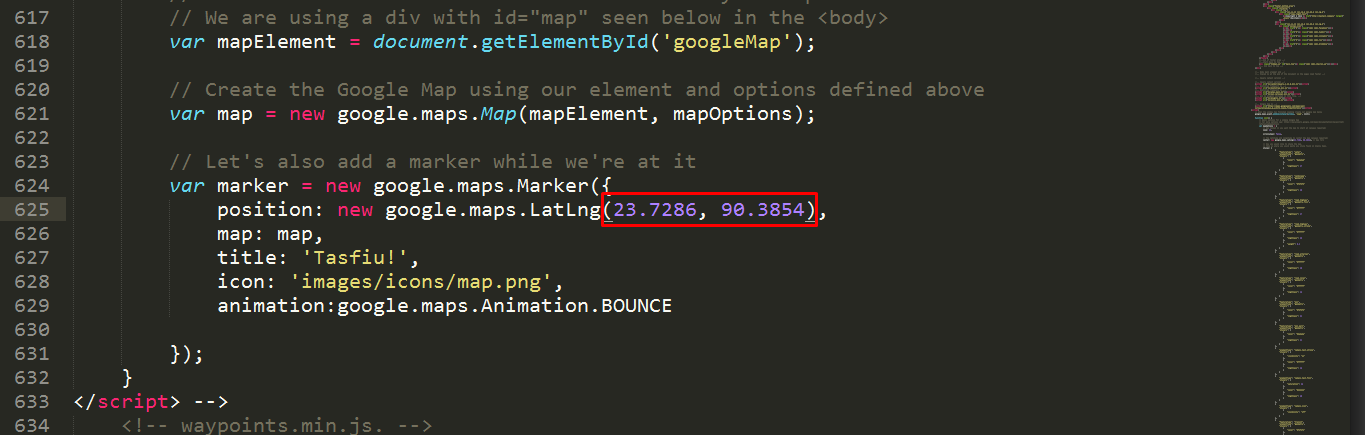 617 // We are using a div with id="map" seen below in the <body>
618 var mapElement = document.getElementById('googleMap');
619
620 // Create the Google Map using our element and options defined above
621 var map = new google.maps.Map(mapElement, mapOptions);
622
623 // Let's also add a marker while we're at it
624 var marker = new google.maps.Marker({
625 position: new google.maps.LatLng(23.7286, 90.3854),
626 map: map,
627 title: 'Tasfiu!',
628 icon: 'images/icons/map.png',
629 animation:google.maps.Animation.BOUNCE
630
631 });
632 }
633 </script> -->
634 <!-- waypoints.min.js. -->